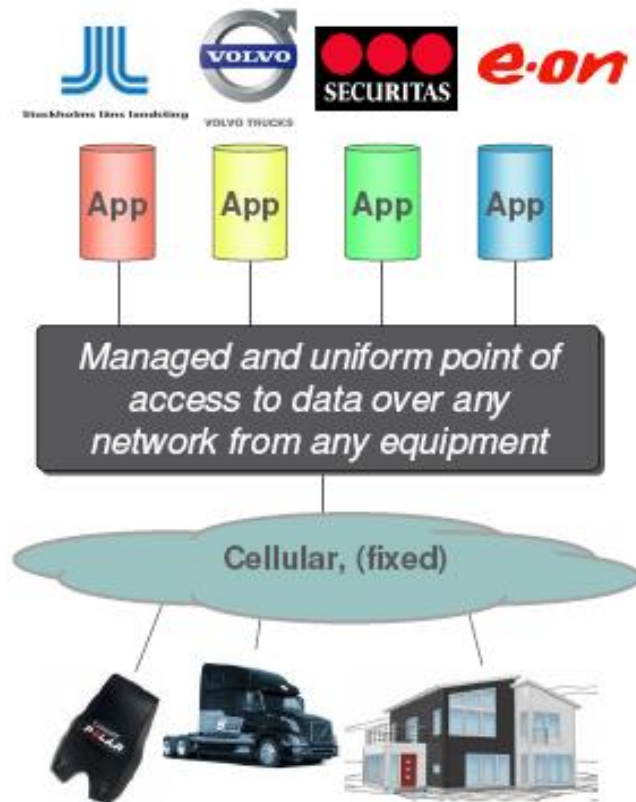 Stockholms läns landsting
VOLVO
VOLVO TRUCKS
SECURITAS
e·on
App
App
App
App
Managed and uniform point of
access to data over any
network from any equipment
Cellular, (fixed)
POLAR